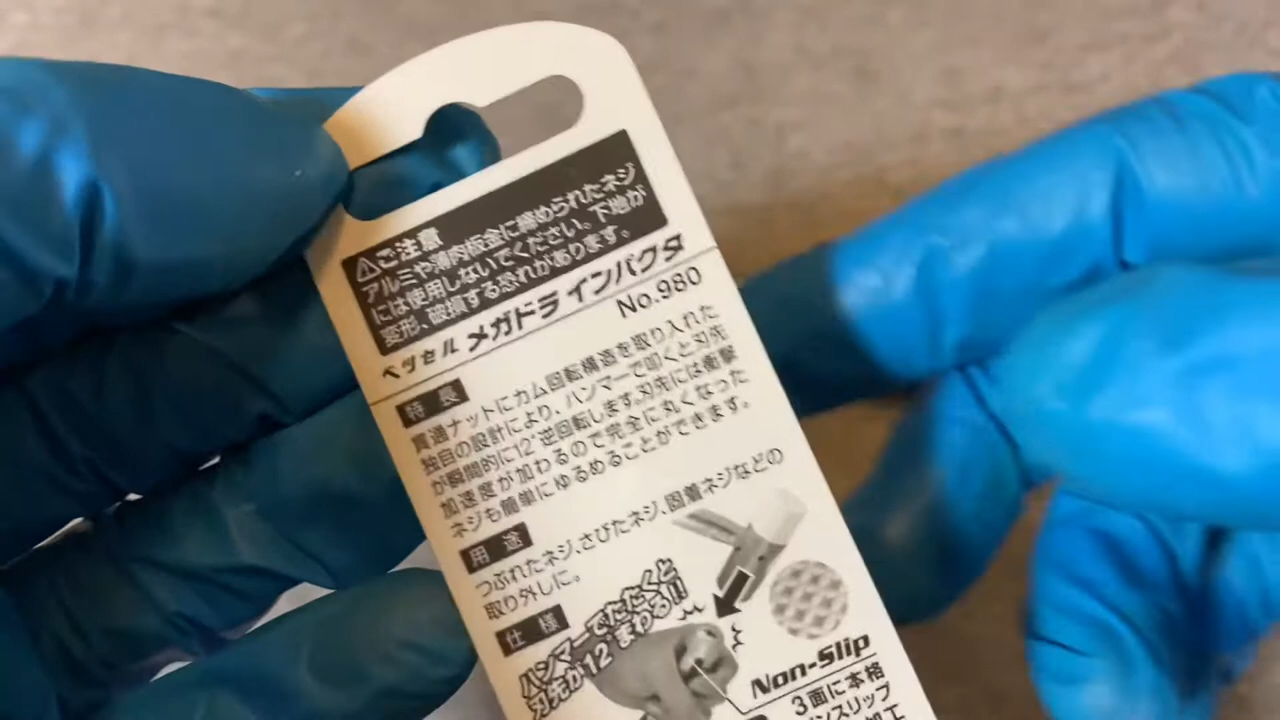 ⚠ご注意
アルミや薄肉板金に締められたネジ
には使用しないでください。下地が
変形、破損する恐れがあります。
ベッセル メガドラ インパクタ
No.980
特長
貫通ナットにカム回転構造を取り入れた
独自の設計により、ハンマーで叩くと刃先
が瞬間的に12°逆回転します。刃先には衝撃
加速度が加わるので完全に丸くなった
ネジも簡単にゆるめることができます。
用途
つぶれたネジ、さびたネジ、固着ネジなどの
取り外しに。
仕様
ハンマーでたたくと
刃先が12°まわる!!
Non-Slip
3面に本格
ンスリップ
加工